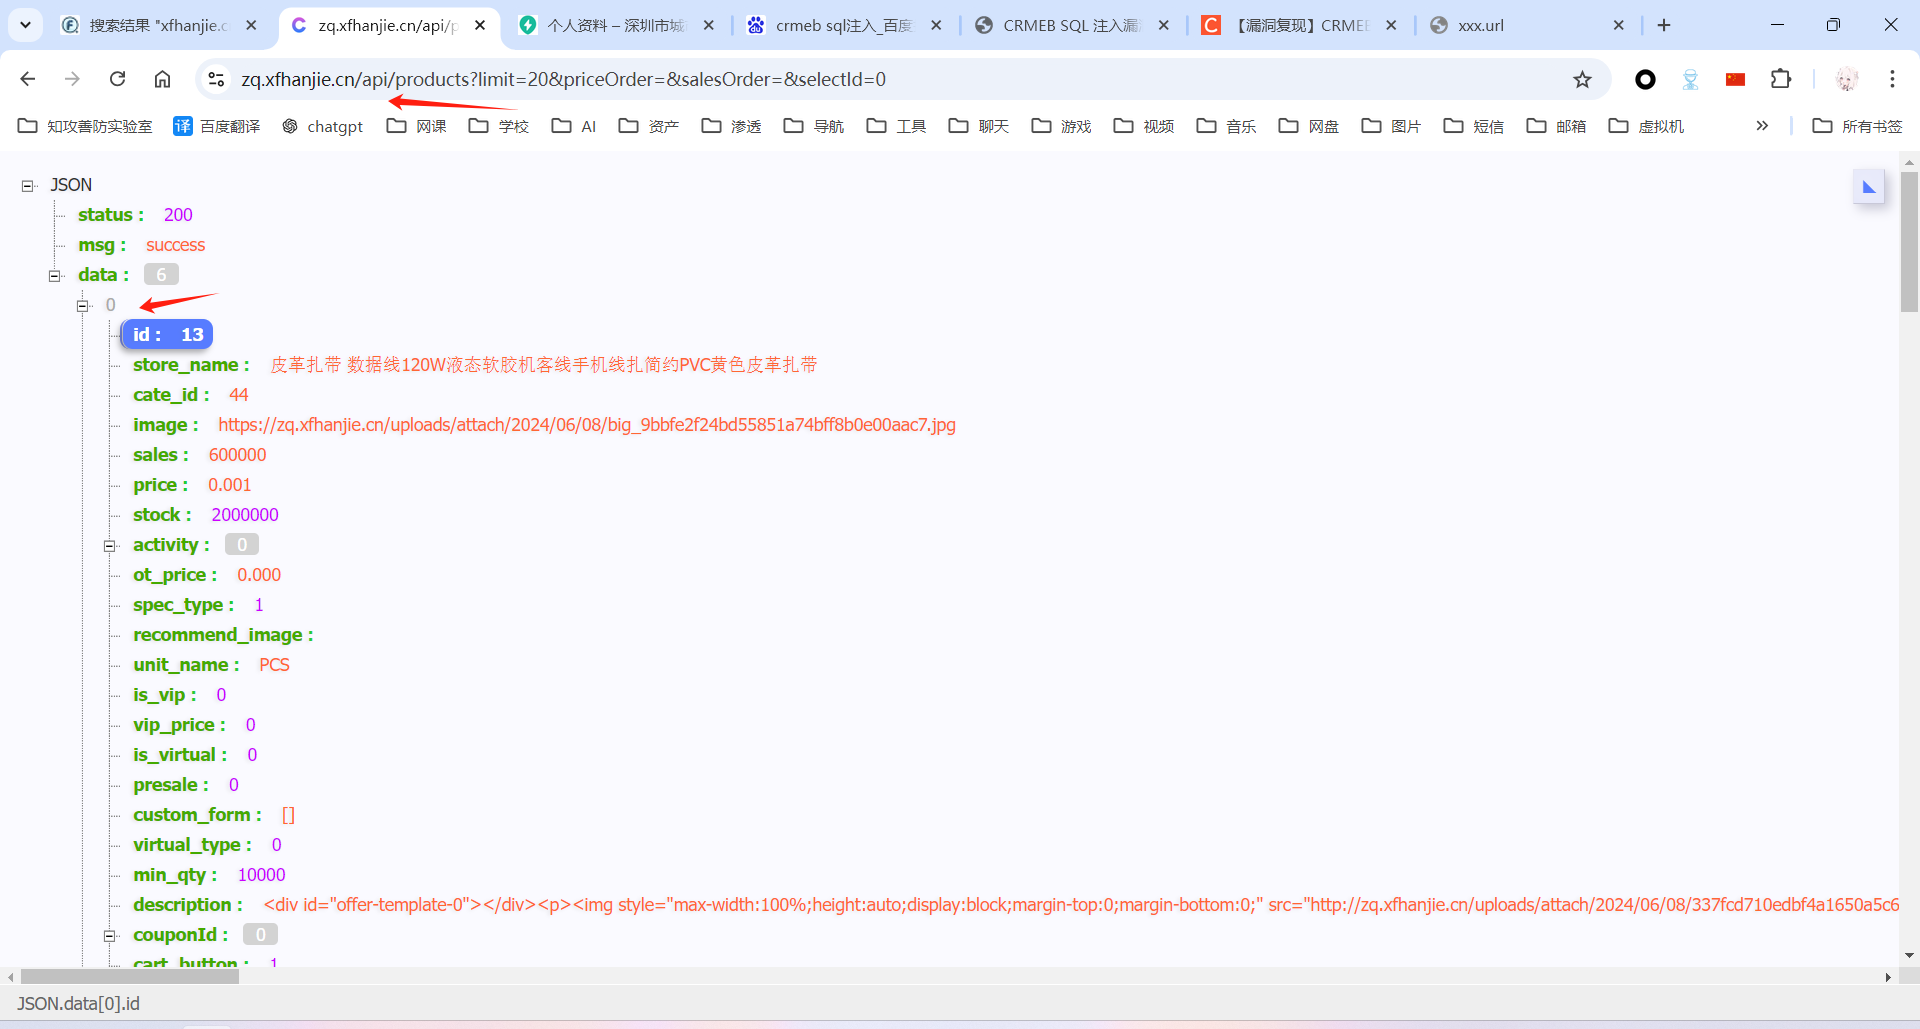 搜索结果 "xfhanjie.c
zq.xfhanjie.cn/api/p
个人资料 – 深圳市城
crmeb sql注入_百度
CRMEB SQL 注入漏
【漏洞复现】CRMEE
xxx.url
zq.xfhanjie.cn/api/products?limit=20&priceOrder=&salesOrder=&selectId=0
知攻善防实验室
译 百度翻译
chatgpt
网课
学校
AI
资产
渗透
导航
工具
聊天
游戏
视频
音乐
网盘
图片
短信
邮箱
虚拟机
所有书签
JSON
status : 200
msg : success
data : 6
0
id : 13
store_name : 皮革扎带 数据线120W液态软胶机客线手机线扎简约PVC黄色皮革扎带
cate_id : 44
image : https://zq.xfhanjie.cn/uploads/attach/2024/06/08/big_9bbfe2f24bd55851a74bff8b0e00aac7.jpg
sales : 600000
price : 0.001
stock : 2000000
activity : 0
ot_price : 0.000
spec_type : 1
recommend_image :
unit_name : PCS
is_vip : 0
vip_price : 0
is_virtual : 0
presale : 0
custom_form : []
virtual_type : 0
min_qty : 10000
description : <div id="offer-template-0"></div><p><img style="max-width:100%;height:auto;display:block;margin-top:0;margin-bottom:0;" src="http://zq.xfhanjie.cn/uploads/attach/2024/06/08/337fcd710edbf4a1650a5c6
couponId : 0
cart_button : 1
JSON.data[0].id